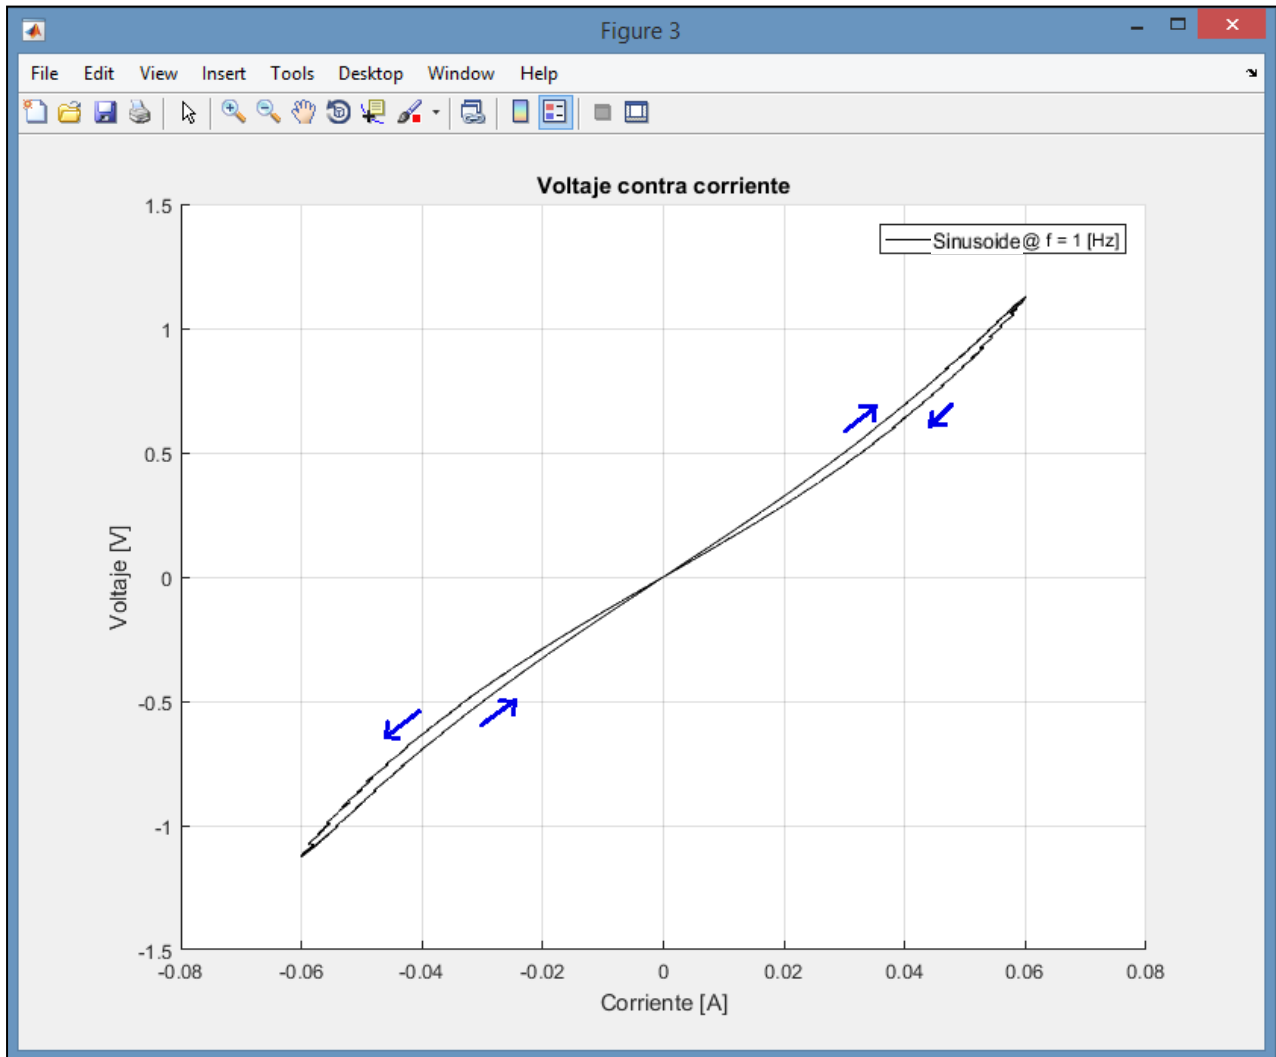 Figure 3
File Edit View Insert Tools Desktop Window Help
Voltaje contra corriente
Sinusoide@ f = 1 [Hz]
1.5
1
0.5
0
-0.5
-1
-1.5
Voltaje [V]
-0.08 -0.06 -0.04 -0.02 0 0.02 0.04 0.06 0.08
Corriente [A]